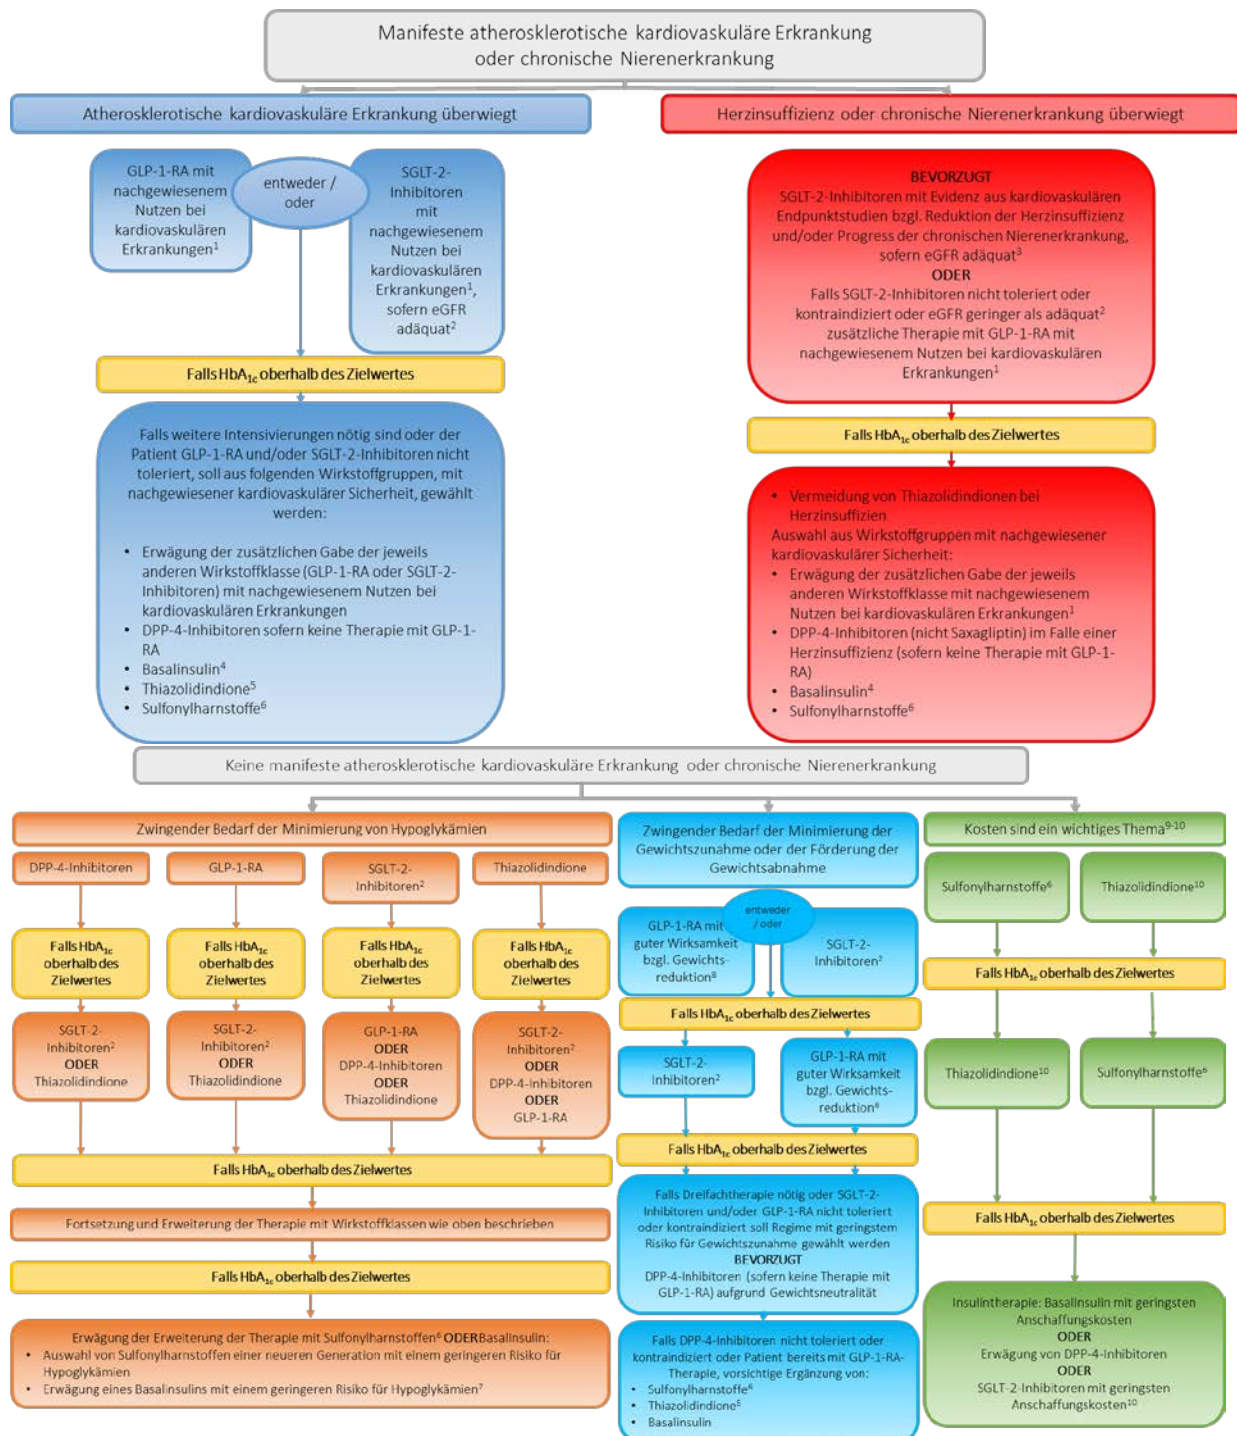 Manifeste atherosklerotische kardiovaskuläre Erkrankung
oder chronische Nierenerkrankung
Atherosklerotische kardiovaskuläre Erkrankung überwiegt
GLP-1-RA mit
nachgewiesenem
Nutzen bei
kardiovaskulären
Erkrankungen¹
entweder /
oder
SGLT-2-
Inhibitoren
mit
nachgewiesenem
Nutzen bei
kardiovaskulären
Erkrankungen¹,
sofern eGFR
adäquat²
Falls HbA1c oberhalb des Zielwertes
Falls weitere Intensivierungen nötig sind oder der
Patient GLP-1-RA und/oder SGLT-2-Inhibitoren nicht
toleriert, soll aus folgenden Wirkstoffgruppen, mit
nachgewiesener kardiovaskulärer Sicherheit, gewählt
werden:
• Erwägung der zusätzlichen Gabe der jeweils
anderen Wirkstoffklasse (GLP-1-RA oder SGLT-2-
Inhibitoren) mit nachgewiesenem Nutzen bei
kardiovaskulären Erkrankungen
• DPP-4-Inhibitoren sofern keine Therapie mit GLP-1-
RA
• Basalinsulin⁴
• Thiazolidindione⁵
• Sulfonylharnstoffe⁶
Herzinsuffizienz oder chronische Nierenerkrankung überwiegt
BEVORZUGT
SGLT-2-Inhibitoren mit Evidenz aus kardiovaskulären
Endpunktstudien bzgl. Reduktion der Herzinsuffizienz
und/oder Progress der chronischen Nierenerkrankung,
sofern eGFR adäquat³
ODER
Falls SGLT-2-Inhibitoren nicht toleriert oder
kontraindiziert oder eGFR geringer als adäquat²
zusätzliche Therapie mit GLP-1-RA mit
nachgewiesenem Nutzen bei kardiovaskulären
Erkrankungen¹
Falls HbA1c oberhalb des Zielwertes
• Vermeidung von Thiazolidindionen bei
Herzinsuffizien
Auswahl aus Wirkstoffgruppen mit nachgewiesener
kardiovaskulärer Sicherheit:
• Erwägung der zusätzlichen Gabe der jeweils
anderen Wirkstoffklasse mit nachgewiesenem
Nutzen bei kardiovaskulären Erkrankungen¹
• DPP-4-Inhibitoren (nicht Saxagliptin) im Falle einer
Herzinsuffizienz (sofern keine Therapie mit GLP-1-
RA)
• Basalinsulin⁴
• Sulfonylharnstoffe⁶
Keine manifeste atherosklerotische kardiovaskuläre Erkrankung oder chronische Nierenerkrankung
Zwingender Bedarf der Minimierung von Hypoglykämien
DPP-4-Inhibitoren
Falls HbA1c
oberhalb des
Zielwertes
SGLT-2-
Inhibitoren²
ODER
Thiazolidindione
GLP-1-RA
Falls HbA1c
oberhalb des
Zielwertes
SGLT-2-
Inhibitoren²
ODER
Thiazolidindione
SGLT-2-
Inhibitoren²
Falls HbA1c
oberhalb des
Zielwertes
GLP-1-RA
ODER
DPP-4-Inhibitoren
ODER
Thiazolidindione
Thiazolidindione
Falls HbA1c
oberhalb des
Zielwertes
SGLT-2-
Inhibitoren²
ODER
DPP-4-Inhibitoren
ODER
GLP-1-RA
Falls HbA1c oberhalb des Zielwertes
Fortsetzung und Erweiterung der Therapie mit Wirkstoffklassen wie oben beschrieben
Falls HbA1c oberhalb des Zielwertes
Erwägung der Erweiterung der Therapie mit Sulfonylharnstoffen⁶ ODERBasalinsulin:
• Auswahl von Sulfonylharnstoffen einer neueren Generation mit einem geringeren Risiko für
Hypoglykämien
• Erwägung eines Basalinsulins mit einem geringeren Risiko für Hypoglykämien⁷
Zwingender Bedarf der Minimierung der
Gewichtszunahme oder der Förderung der
Gewichtsabnahme
GLP-1-RA mit
guter Wirksamkeit
bzgl. Gewichts-
reduktion⁸
entweder
/ oder
SGLT-2-
Inhibitoren²
Falls HbA1c oberhalb des Zielwertes
SGLT-2-
Inhibitoren²
GLP-1-RA mit
guter Wirksamkeit
bzgl. Gewichts-
reduktion⁸
Falls HbA1c oberhalb des Zielwertes
Falls Dreifachtherapie nötig oder SGLT-2-
Inhibitoren und/oder GLP-1-RA nicht toleriert
oder kontraindiziert soll Regime mit geringstem
Risiko für Gewichtszunahme gewählt werden
BEVORZUGT
DPP-4-Inhibitoren (sofern keine Therapie mit
GLP-1-RA) aufgrund Gewichtsneutralität
Falls DPP-4-Inhibitoren nicht toleriert oder
kontraindiziert oder Patient bereits mit GLP-1-RA-
Therapie, vorsichtige Ergänzung von:
• Sulfonylharnstoffe⁶
• Thiazolidindione⁵
• Basalinsulin
Kosten sind ein wichtiges Thema⁹⁻¹⁰
Sulfonylharnstoffe⁶
Thiazolidindione¹⁰
Falls HbA1c oberhalb des Zielwertes
Thiazolidindione¹⁰
Sulfonylharnstoffe⁶
Falls HbA1c oberhalb des Zielwertes
Insulintherapie: Basalinsulin mit geringsten
Anschaffungskosten
ODER
Erwägung von DPP-4-Inhibitoren
ODER
SGLT-2-Inhibitoren mit geringsten
Anschaffungskosten¹⁰